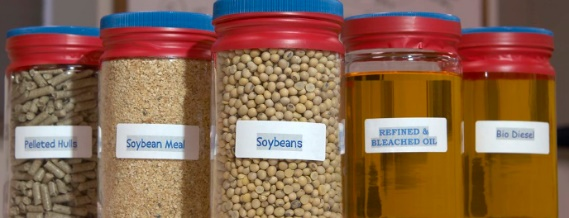 Pelleted Hulls
Soybean Meal
Soybeans
REFINED &
BLEACHED OIL
Bio Diesel